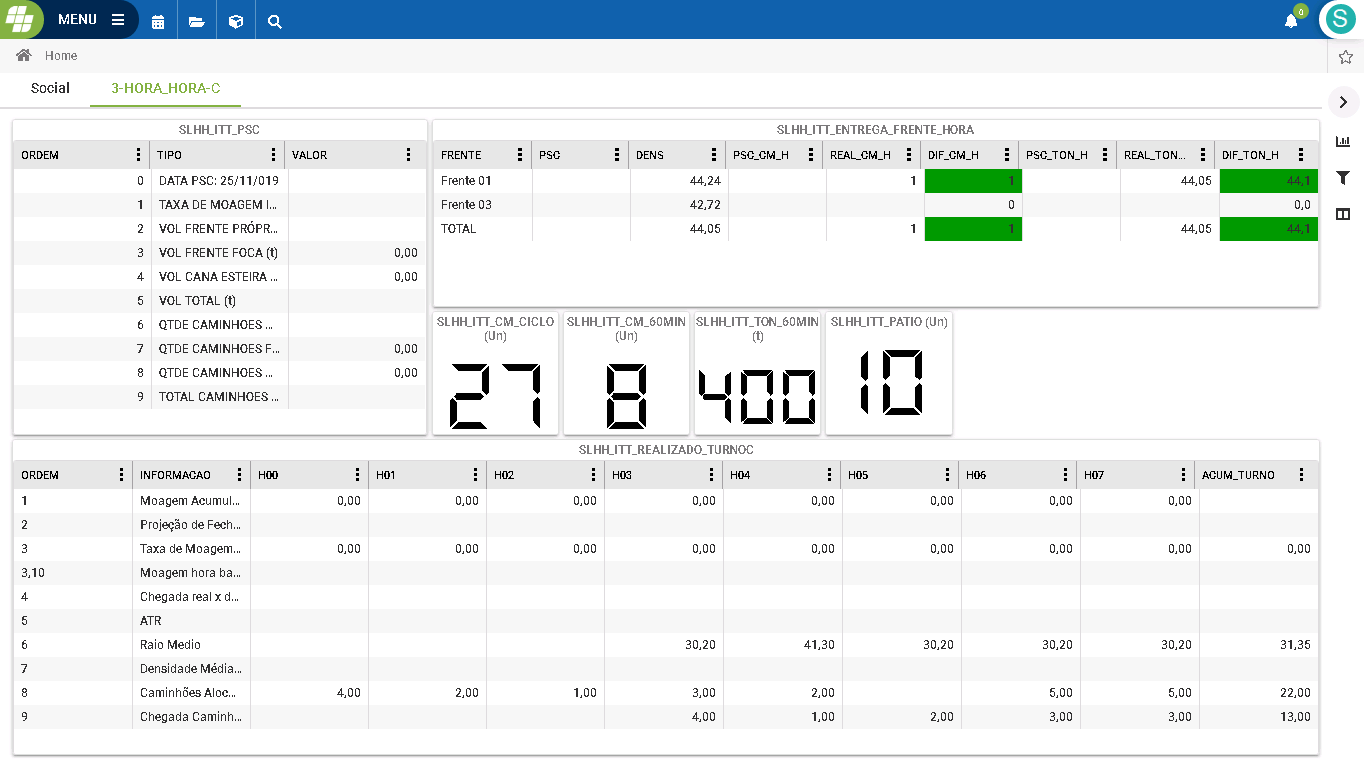 MENU
0
S
Home
Social 3-HORA_HORA-C
SLHH_ITT_PSC
ORDEM TIPO VALOR
0 DATA PSC: 25/11/019
1 TAXA DE MOAGEM I...
2 VOL FRENTE PRÓPR...
3 VOL FRENTE FOCA (t) 0,00
4 VOL CANA ESTEIRA ... 0,00
5 VOL TOTAL (t)
6 QTDE CAMINHOES ...
7 QTDE CAMINHOES F... 0,00
8 QTDE CAMINHOES ... 0,00
9 TOTAL CAMINHOES ...
SLHH_ITT_ENTREGA_FRENTE_HORA
FRENTE PSC DENS PSC_CM_H REAL_CM_H DIF_CM_H PSC_TON_H REAL_TON... DIF_TON_H
Frente 01 44,24 1 1 44,05 44,1
Frente 03 42,72 0 0,0
TOTAL 44,05 1 1 44,05 44,1
SLHH_ITT_CM_CICLO
(Un)
27
SLHH_ITT_CM_60MIN
(Un)
8
SLHH_ITT_TON_60MIN
(t)
400
SLHH_ITT_PATIO (Un)
10
SLHH_ITT_REALIZADO_TURNOC
ORDEM INFORMACAO H00 H01 H02 H03 H04 H05 H06 H07 ACUM_TURNO
1 Moagem Acumul... 0,00 0,00 0,00 0,00 0,00 0,00 0,00 0,00
2 Projeção de Fech...
3 Taxa de Moagem... 0,00 0,00 0,00 0,00 0,00 0,00 0,00 0,00 0,00
3,10 Moagem hora ba...
4 Chegada real x d...
5 ATR
6 Raio Medio 30,20 41,30 30,20 30,20 30,20 31,35
7 Densidade Média...
8 Caminhões Aloc... 4,00 2,00 1,00 3,00 2,00 5,00 5,00 22,00
9 Chegada Caminh... 4,00 1,00 2,00 3,00 3,00 13,00